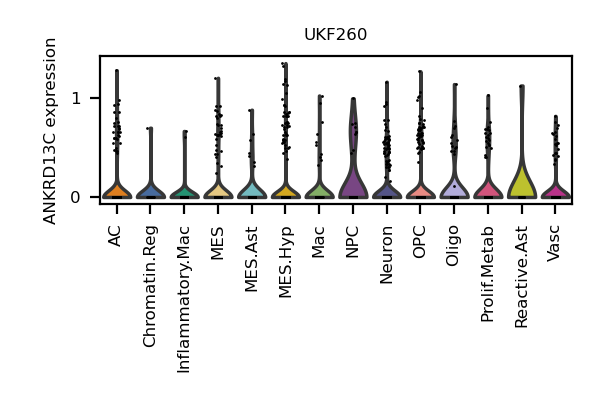 UKF260
ANKRD13C expression
1
0
AC
Chromatin.Reg
Inflammatory.Mac
MES
MES.Ast
MES.Hyp
Mac
NPC
Neuron
OPC
Oligo
Prolif.Metab
Reactive.Ast
Vasc